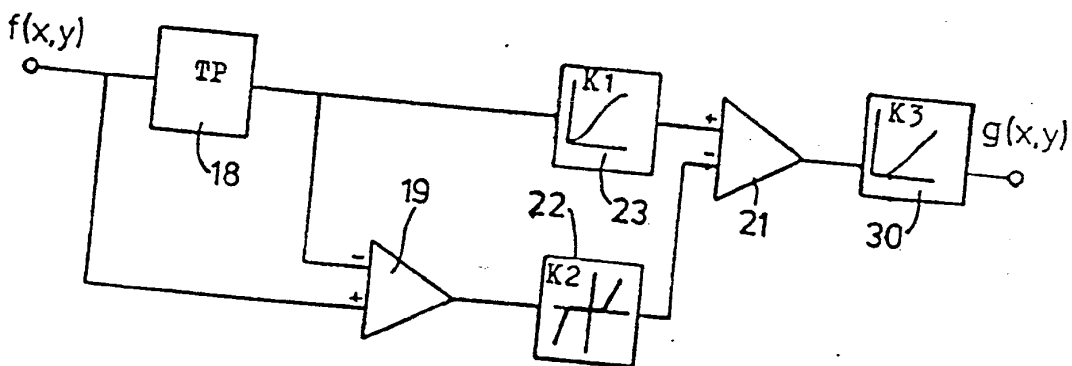 f(x,y)
TP
18
K1
+
-
23
K3
g(x,y)
21
30
19
22
-
+
K2